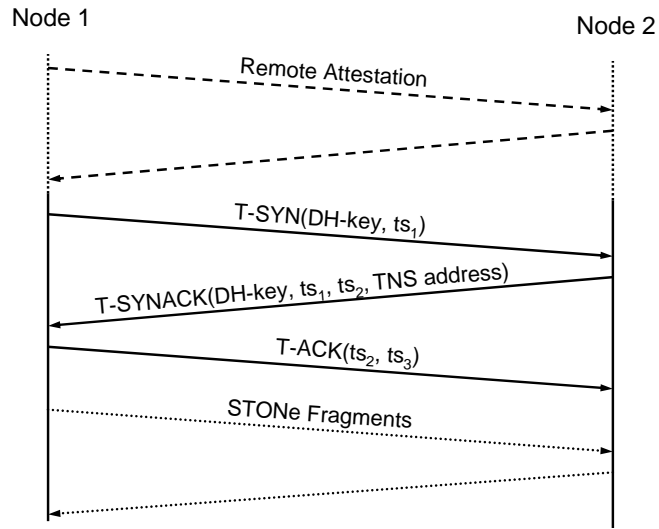 Node 1
Node 2
Remote Attestation
T-SYN(DH-key, ts₁)
T-SYNACK(DH-key, ts₁, ts₂, TNS address)
T-ACK(ts₂, ts₃)
STONe Fragments